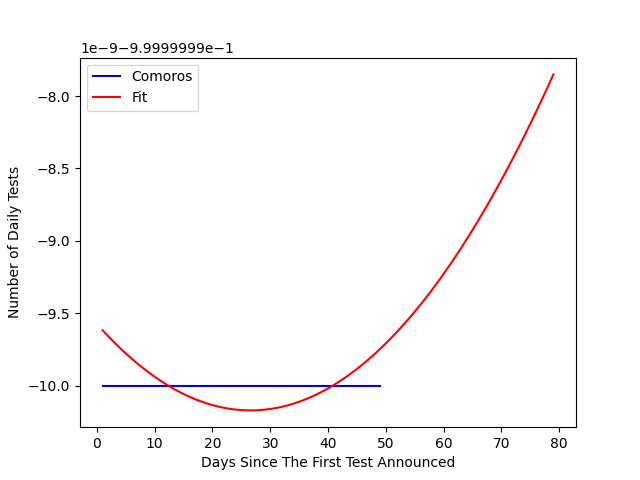 1e−9−9.9999999e−1
Comoros
Fit
−8.0
−8.5
−9.0
−9.5
−10.0
Number of Daily Tests
0 10 20 30 40 50 60 70 80
Days Since The First Test Announced